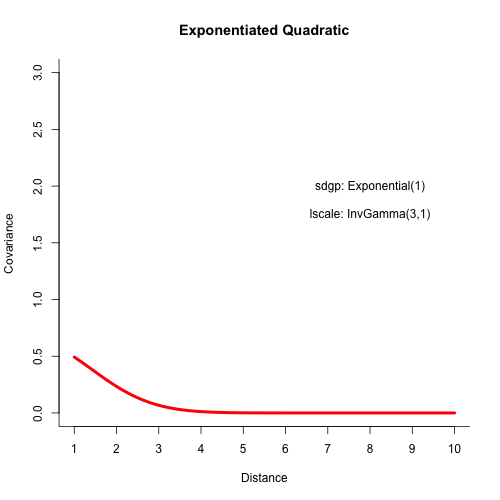 Exponentiated Quadratic
3.0
2.5
2.0
1.5
1.0
0.5
0.0
Covariance
sdgp: Exponential(1)
lscale: InvGamma(3,1)
1 2 3 4 5 6 7 8 9 10
Distance